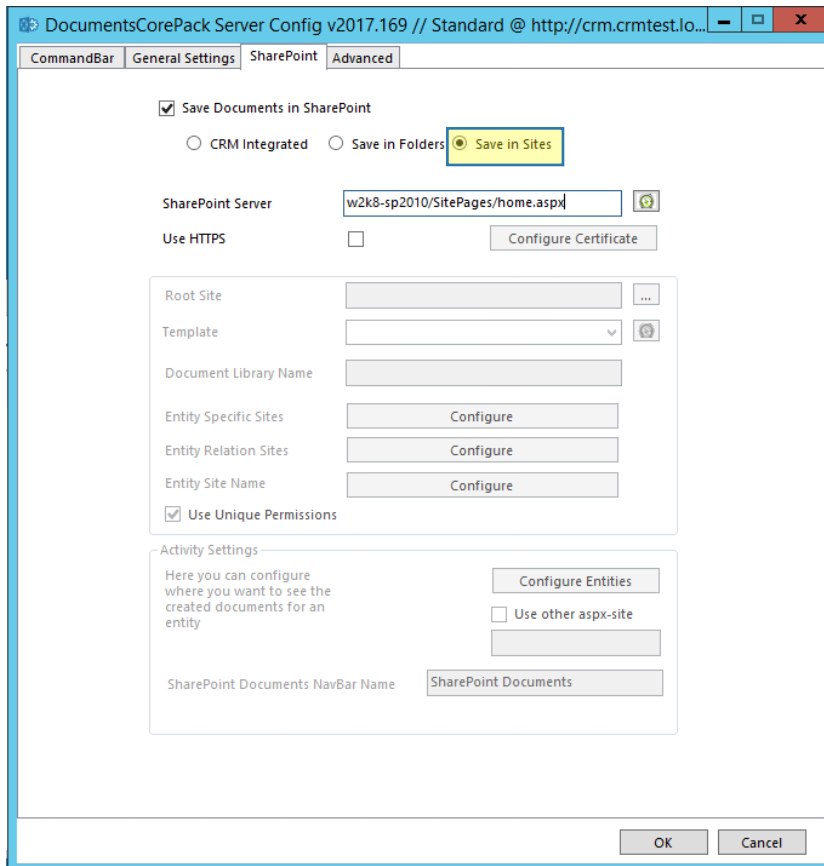 DocumentsCorePack Server Config v2017.169 // Standard @ http://crm.crmtest.lo...
CommandBar General Settings SharePoint Advanced
Save Documents in SharePoint
CRM Integrated Save in Folders Save in Sites
SharePoint Server w2k8-sp2010/SitePages/home.aspx
Use HTTPS Configure Certificate
Root Site ...
Template
Document Library Name
Entity Specific Sites Configure
Entity Relation Sites Configure
Entity Site Name Configure
Use Unique Permissions
Activity Settings
Here you can configure
where you want to see the
created documents for an
entity
Configure Entities
Use other aspx-site
SharePoint Documents NavBar Name SharePoint Documents
OK Cancel